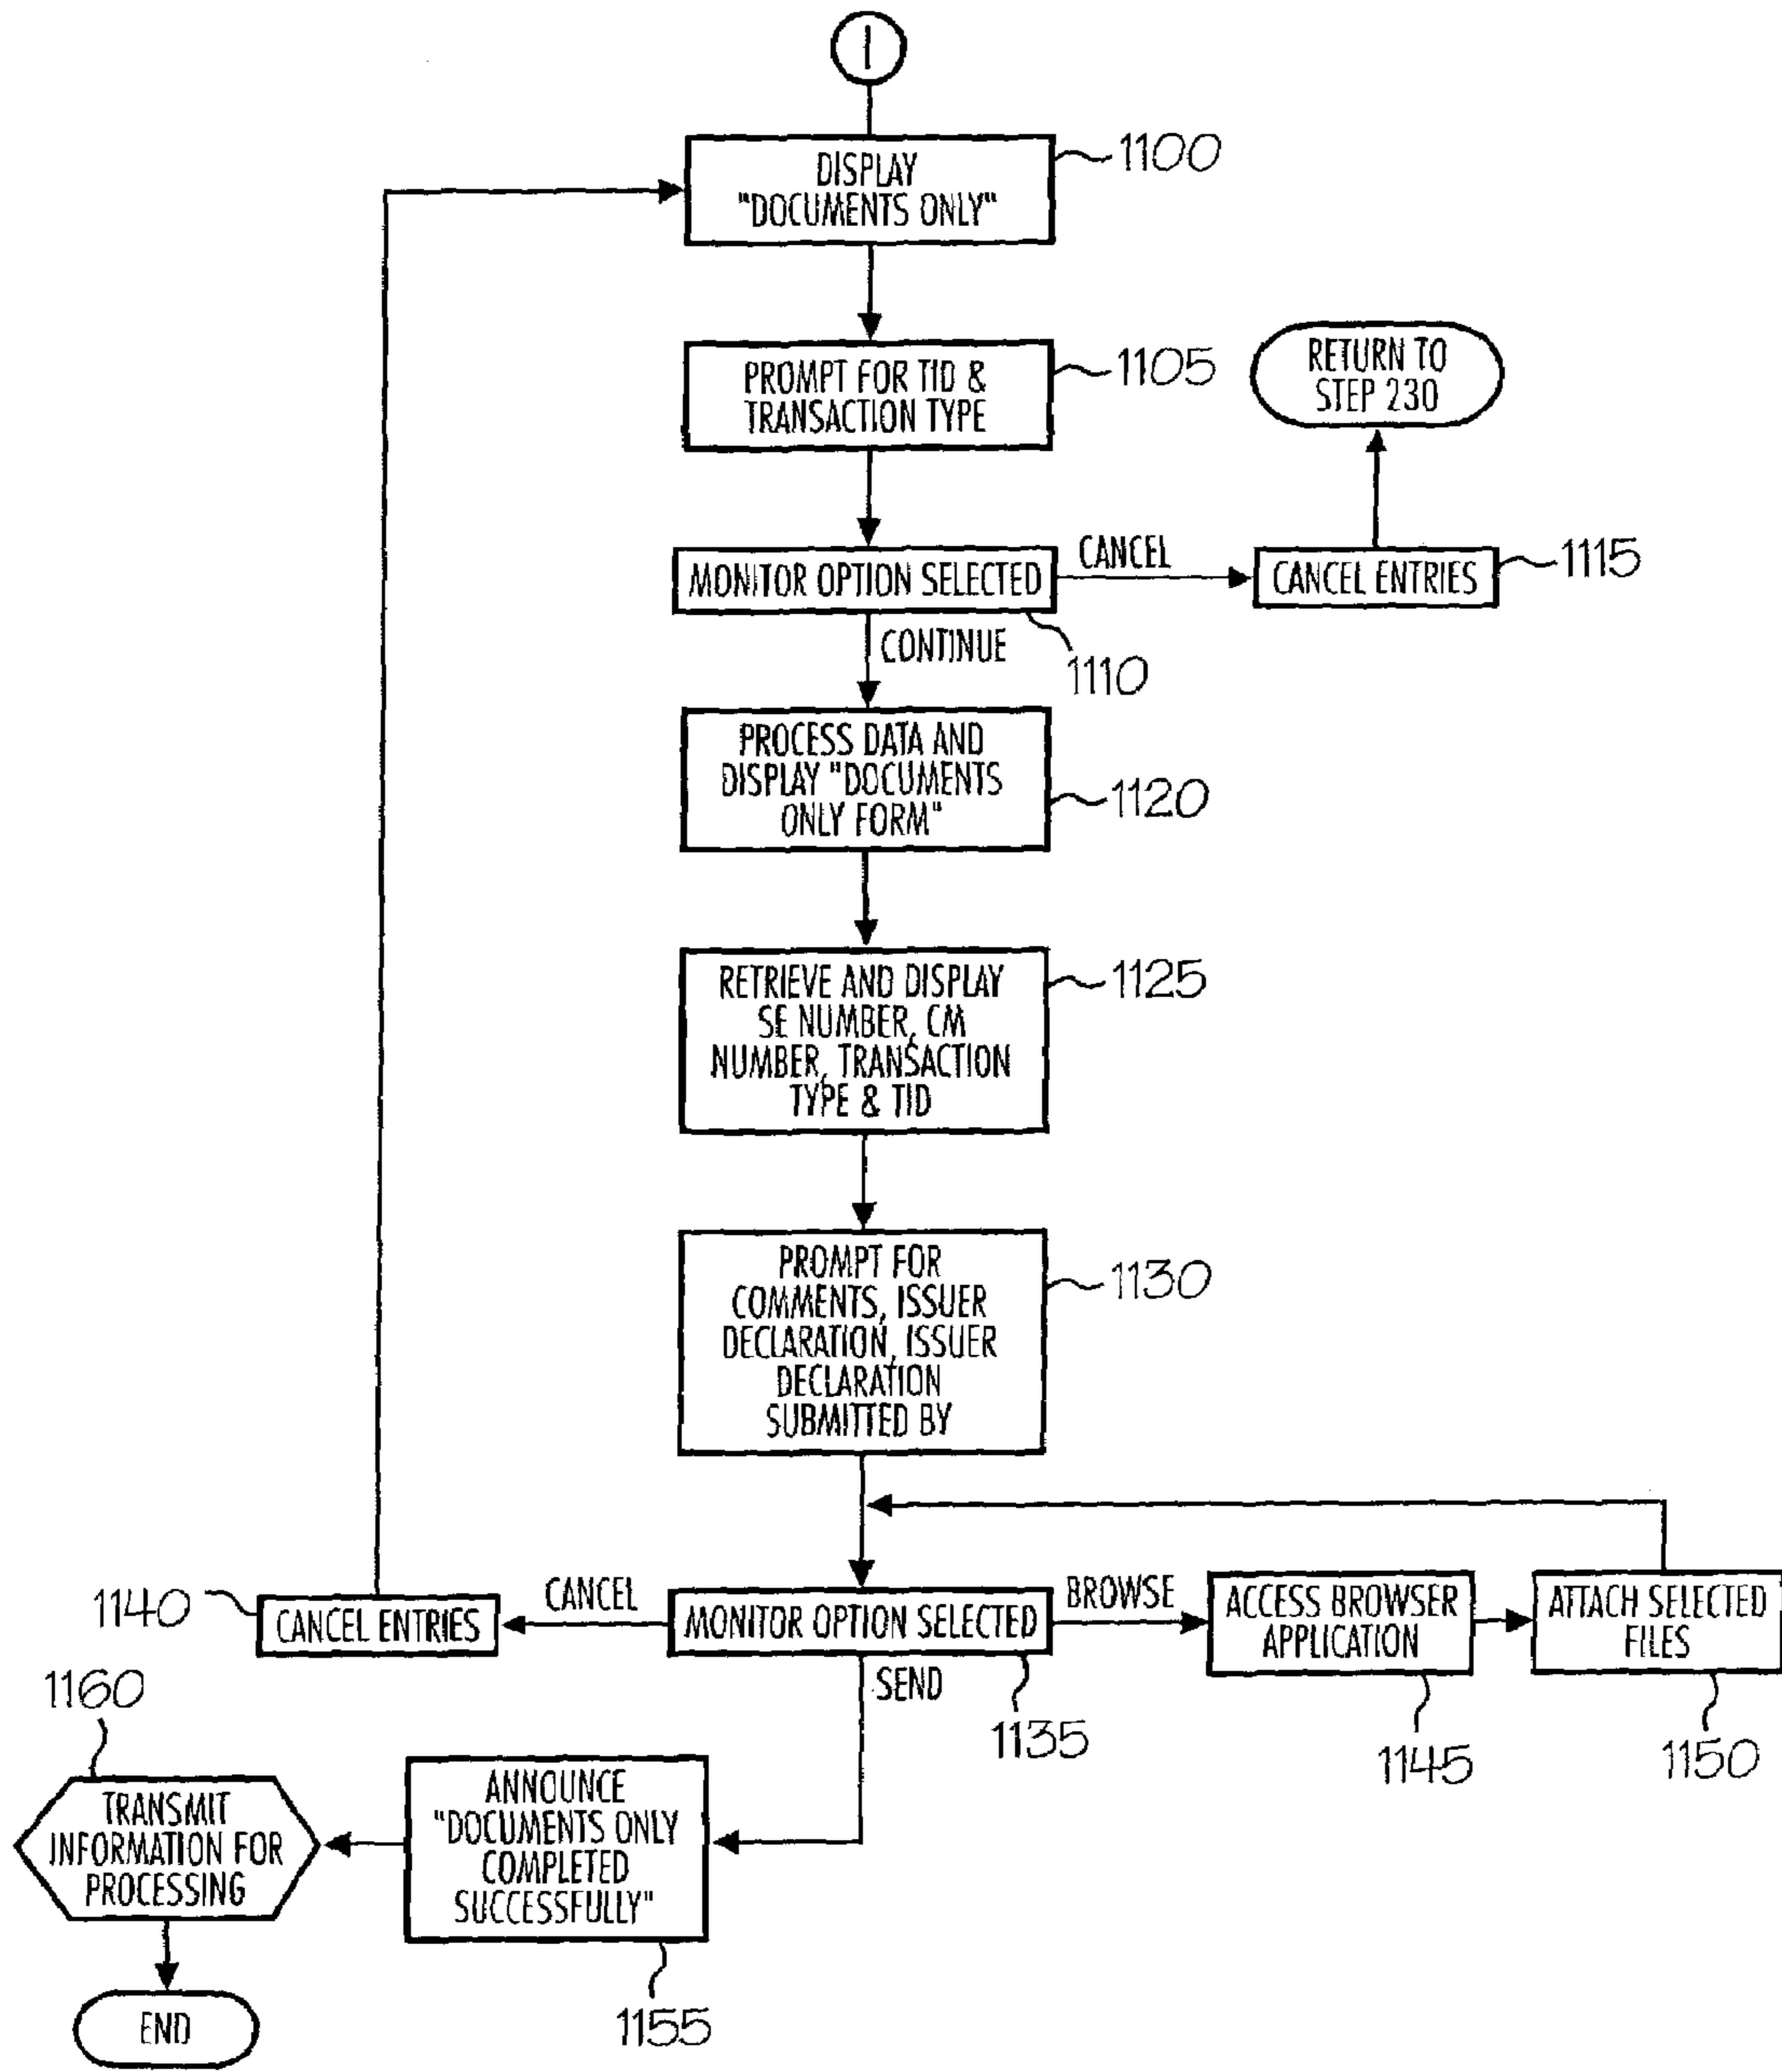 I
DISPLAY
"DOCUMENTS ONLY"
1100
PROMPT FOR TID &
TRANSACTION TYPE
1105
RETURN TO
STEP 230
MONITOR OPTION SELECTED
CANCEL
CANCEL ENTRIES
1115
CONTINUE
1110
PROCESS DATA AND
DISPLAY "DOCUMENTS
ONLY FORM"
1120
RETRIEVE AND DISPLAY
SE NUMBER, CM
NUMBER, TRANSACTION
TYPE & TID
1125
PROMPT FOR
COMMENTS, ISSUER
DECLARATION, ISSUER
DECLARATION
SUBMITTED BY
1130
1140
CANCEL ENTRIES
CANCEL
MONITOR OPTION SELECTED
BROWSE
ACCESS BROWSER
APPLICATION
ATTACH SELECTED
FILES
SEND
1135
1145
1150
1160
TRANSMIT
INFORMATION FOR
PROCESSING
ANNOUNCE
"DOCUMENTS ONLY
COMPLETED
SUCCESSFULLY"
1155
END